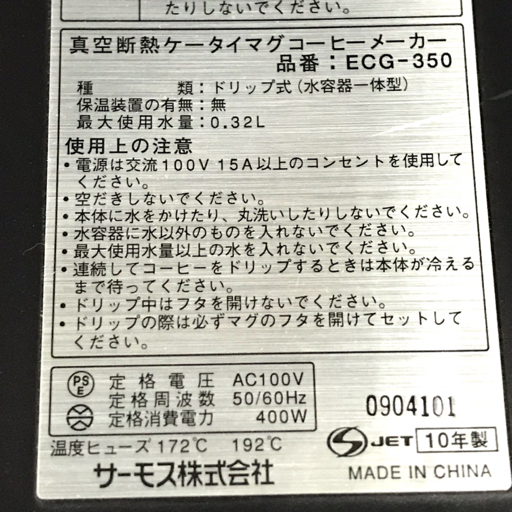 たりしないでください。
真空断熱ケータイマグコーヒーメーカー
品番：ECG-350
種　　類：ドリップ式（水容器一体型）
保温装置の有無：無
最大使用水量：0.32L
使用上の注意
・電源は交流100V 15A以上のコンセントを使用して
ください。
・空だきしないでください。
・本体に水をかけたり、丸洗いしたりしないでください。
・水容器に水以外のものを入れないでください。
・最大使用水量以上の水を入れないでください。
・連続してコーヒーをドリップするときは本体が冷える
まで待ってください。
・ドリップ中はフタを開けないでください。
・ドリップの際は必ずマグのフタを開けてセットして
ください。
PSE
定格電圧 AC100V
定格周波数 50/60Hz
定格消費電力 400W
温度ヒューズ 172℃ 192℃
サーモス株式会社
0904101
S JET 10年製
MADE IN CHINA